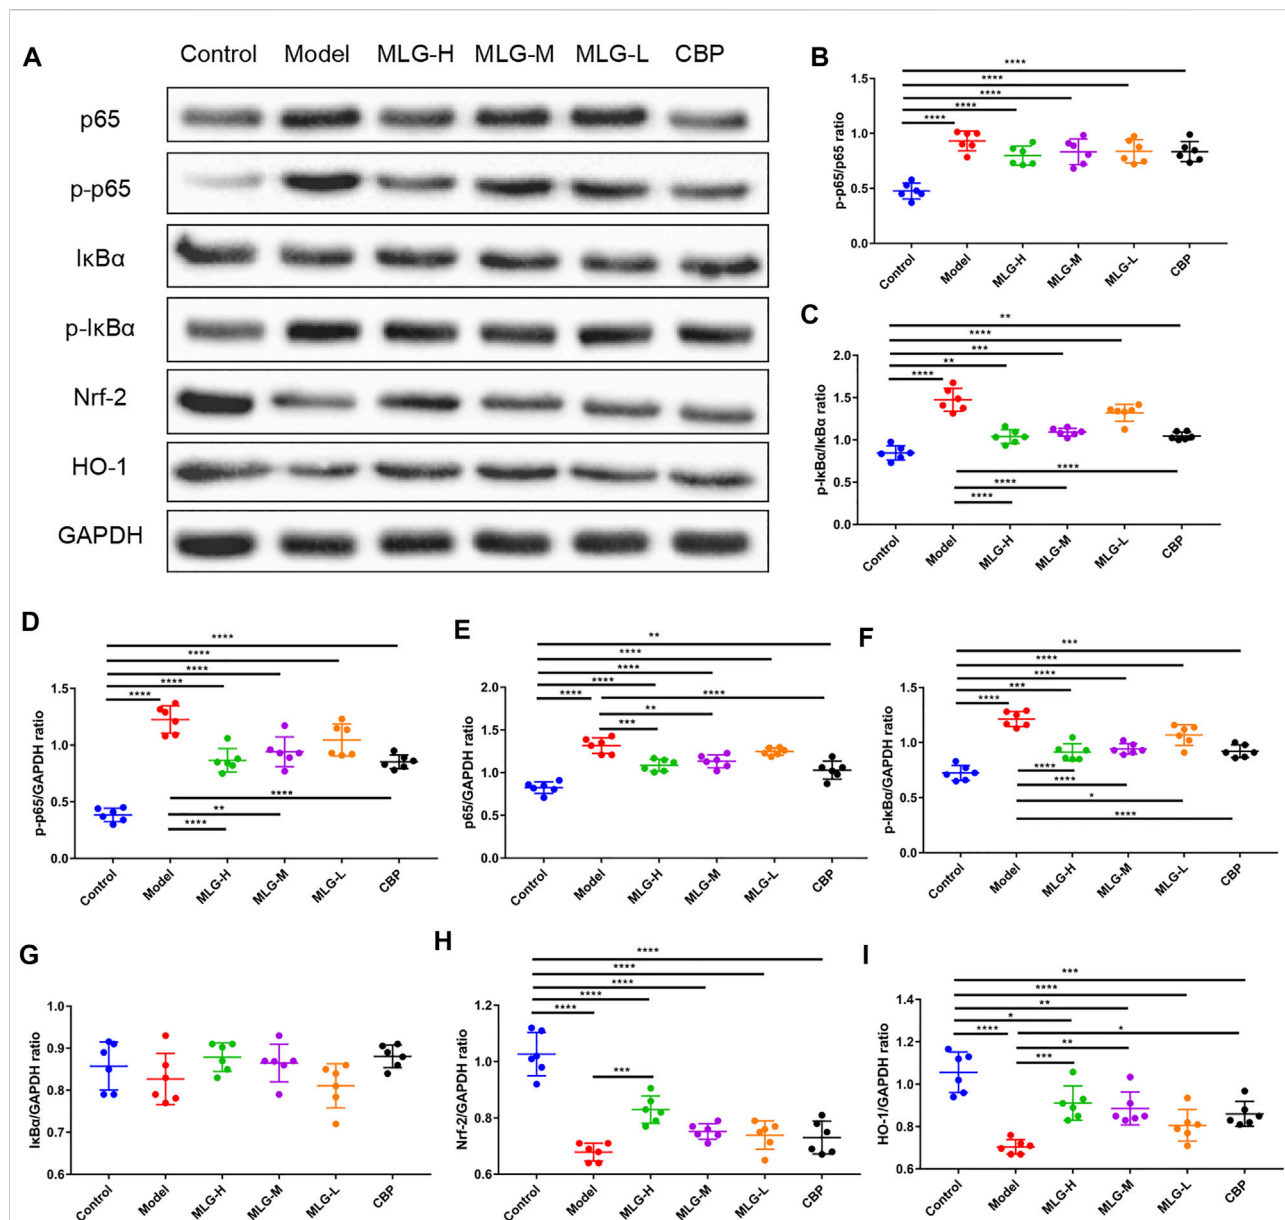 A
Control Model MLG-H MLG-M MLG-L CBP
p65
p-p65
IκBα
p-IκBα
Nrf-2
HO-1
GAPDH
B
****
****
****
****
****
p-p65/p65 ratio
1.5
1.0
0.5
0.0
Control Model MLG-H MLG-M MLG-L CBP
C
**
****
***
**
****
p-IκBα/IκBα ratio
2.0
1.5
1.0
0.5
0.0
****
****
****
Control Model MLG-H MLG-M MLG-L CBP
D
****
****
****
****
****
p-p65/GAPDH ratio
1.5
1.0
0.5
0.0
****
**
****
Control Model MLG-H MLG-M MLG-L CBP
E
**
****
****
****
**** ****
**
***
p65/GAPDH ratio
2.0
1.5
1.0
0.5
0.0
Control Model MLG-H MLG-M MLG-L CBP
F
***
****
****
***
****
p-IκBα/GAPDH ratio
1.5
1.0
0.5
0.0
****
****
*
****
Control Model MLG-H MLG-M MLG-L CBP
G
IκBα/GAPDH ratio
1.0
0.9
0.8
0.7
0.6
Control Model MLG-H MLG-M MLG-L CBP
H
****
****
****
****
****
***
Nrf-2/GAPDH ratio
1.2
1.0
0.8
0.6
Control Model MLG-H MLG-M MLG-L CBP
I
***
****
**
*
**** *
**
***
HO-1/GAPDH ratio
1.4
1.2
1.0
0.8
0.6
Control Model MLG-H MLG-M MLG-L CBP